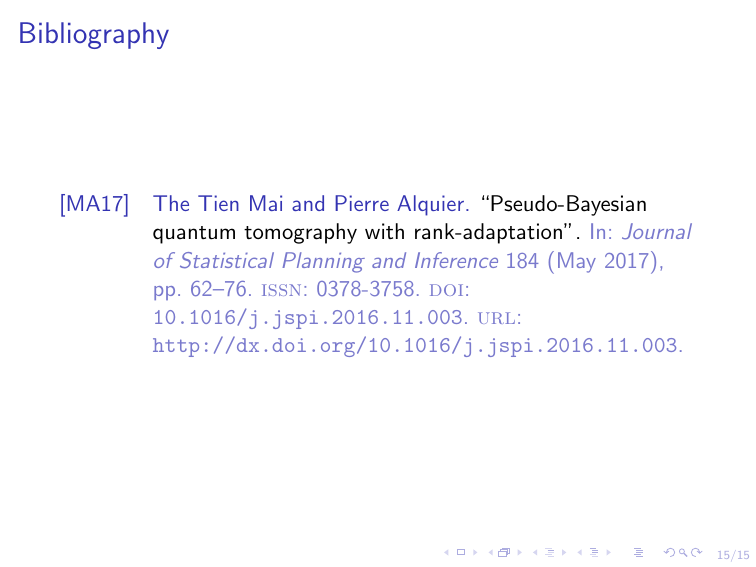 Bibliography
[MA17] The Tien Mai and Pierre Alquier. “Pseudo-Bayesian
quantum tomography with rank-adaptation”. In: Journal
of Statistical Planning and Inference 184 (May 2017),
pp. 62–76. ISSN: 0378-3758. DOI:
10.1016/j.jspi.2016.11.003. URL:
http://dx.doi.org/10.1016/j.jspi.2016.11.003.
15/15